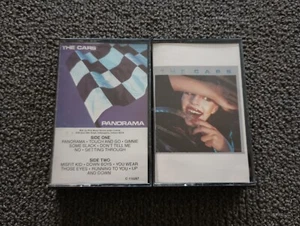 THE CARS
PANORAMA
SIDE ONE
PANORAMA • TOUCH AND GO • GIMME
SOME SLACK • DON'T TELL ME
NO • GETTING THROUGH
SIDE TWO
MISFIT KID • DOWN BOYS • YOU WEAR
THOSE EYES • RUNNING TO YOU • UP
AND DOWN
THE CARS